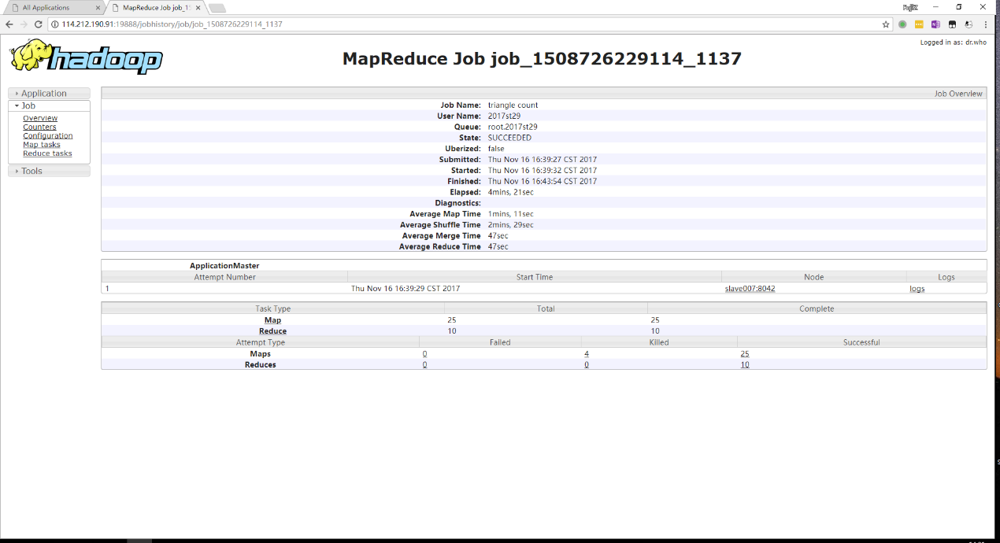 All Applications
MapReduce Job job_15
114.212.190.91:19888/jobhistory/job/job_1508726229114_1137
Logged in as: dr.who
hadoop
MapReduce Job job_1508726229114_1137
Application
Job
Overview
Counters
Configuration
Map tasks
Reduce tasks
Tools
Job Overview
Job Name: triangle count
User Name: 2017st29
Queue: root.2017st29
State: SUCCEEDED
Uberized: false
Submitted: Thu Nov 16 16:39:27 CST 2017
Started: Thu Nov 16 16:39:32 CST 2017
Finished: Thu Nov 16 16:43:54 CST 2017
Elapsed: 4mins, 21sec
Diagnostics:
Average Map Time 1mins, 11sec
Average Shuffle Time 2mins, 29sec
Average Merge Time 47sec
Average Reduce Time 47sec
ApplicationMaster
Attempt Number Start Time Node Logs
1 Thu Nov 16 16:39:29 CST 2017 slave007:8042 logs
Task Type Total Complete
Map 25 25
Reduce 10 10
Attempt Type Failed Killed Successful
Maps 0 4 25
Reduces 0 0 10